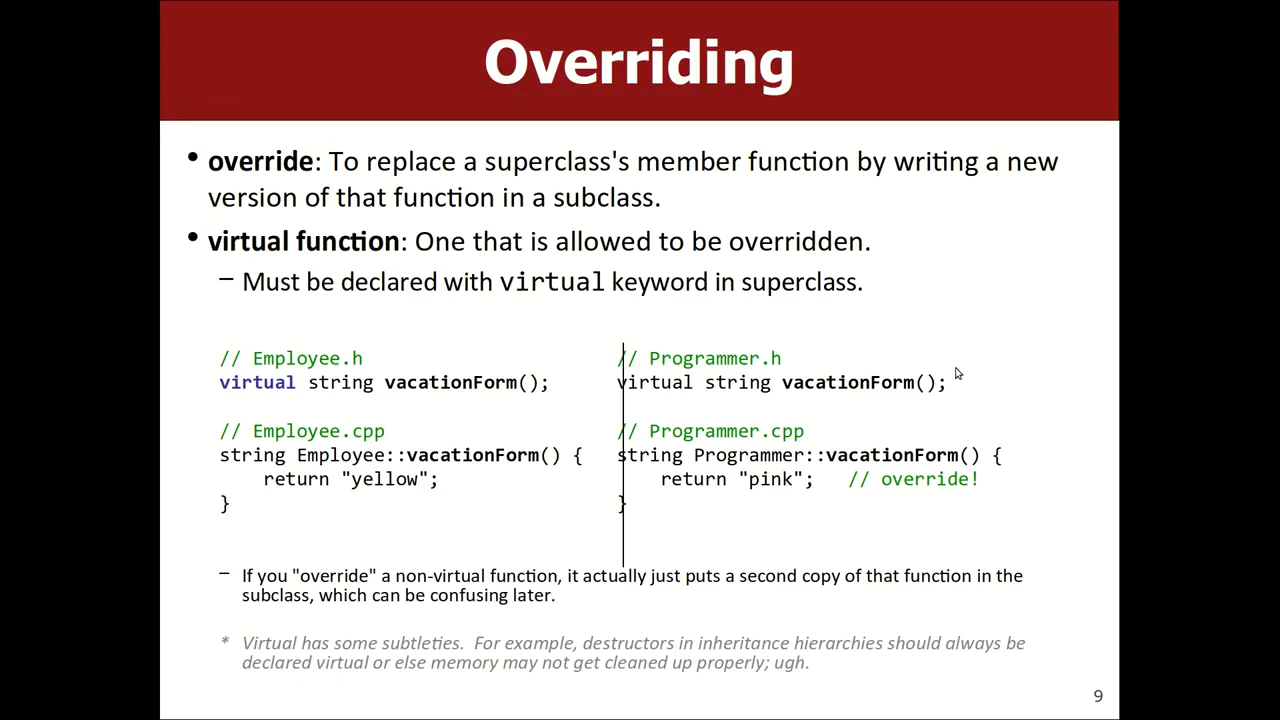 Overriding
• override: To replace a superclass's member function by writing a new
version of that function in a subclass.
• virtual function: One that is allowed to be overridden.
– Must be declared with virtual keyword in superclass.
// Employee.h
virtual string vacationForm();
// Employee.cpp
string Employee::vacationForm() {
    return "yellow";
}
// Programmer.h
virtual string vacationForm();
// Programmer.cpp
string Programmer::vacationForm() {
    return "pink";   // override!
}
– If you "override" a non-virtual function, it actually just puts a second copy of that function in the
subclass, which can be confusing later.
* Virtual has some subtleties.  For example, destructors in inheritance hierarchies should always be
declared virtual or else memory may not get cleaned up properly; ugh.
9